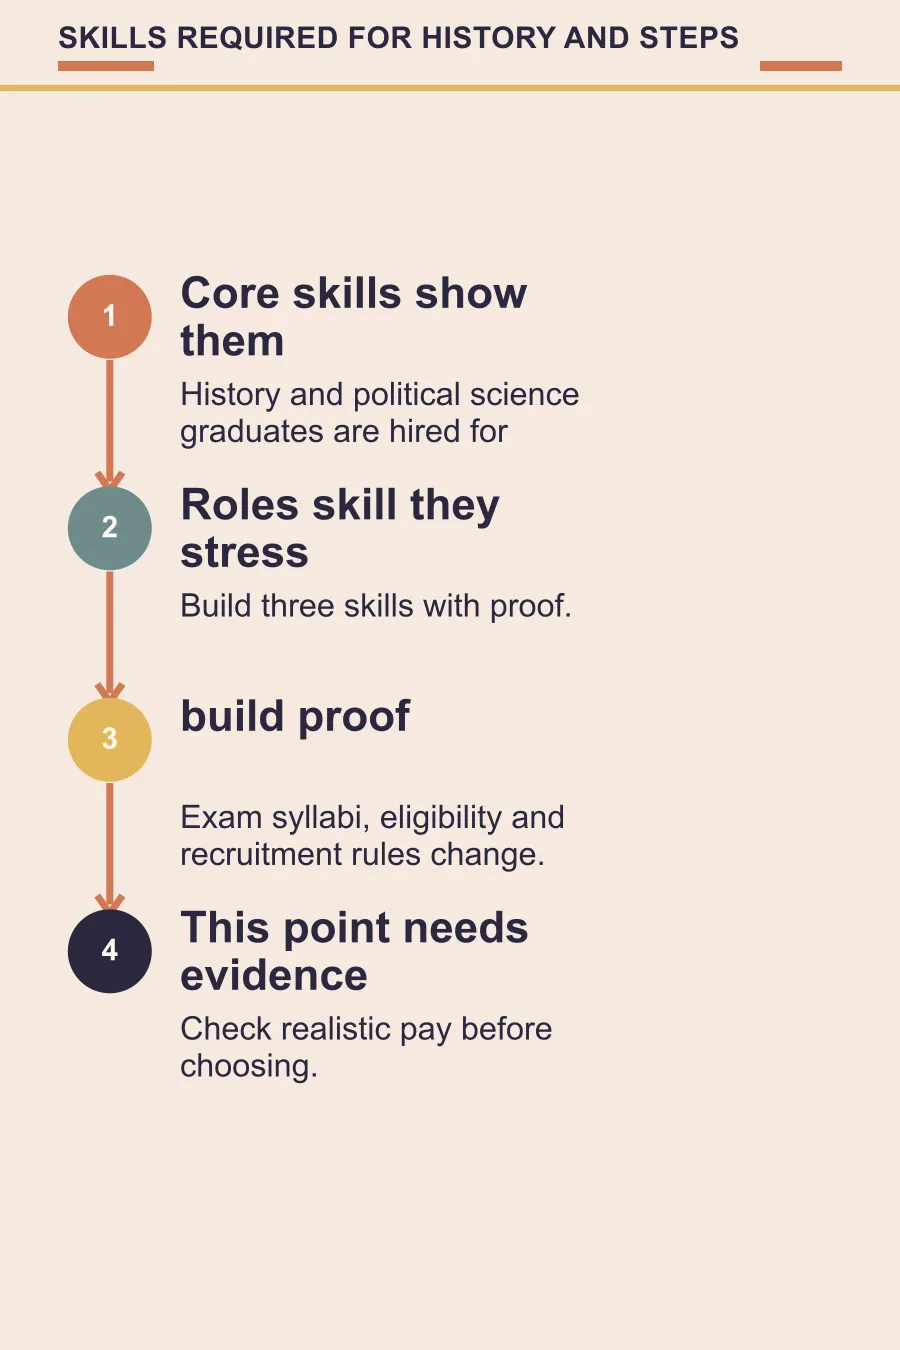 SKILLS REQUIRED FOR HISTORY AND STEPS
1
Core skills show
them
History and political science
graduates are hired for
2
Roles skill they
stress
Build three skills with proof.
3
build proof
Exam syllabi, eligibility and
recruitment rules change.
4
This point needs
evidence
Check realistic pay before
choosing.